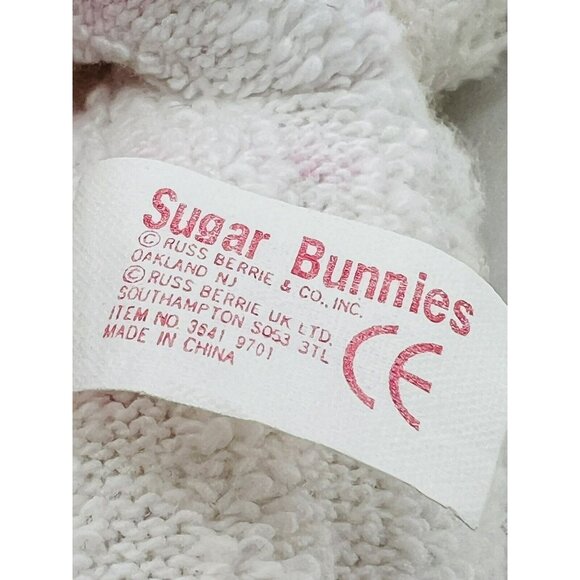 Sugar Bunnies
© RUSS BERRIE & CO., INC.
OAKLAND NJ
© RUSS BERRIE UK LTD.
SOUTHAMPTON SO53 3TL
ITEM NO. 3641 9701
MADE IN CHINA
CE